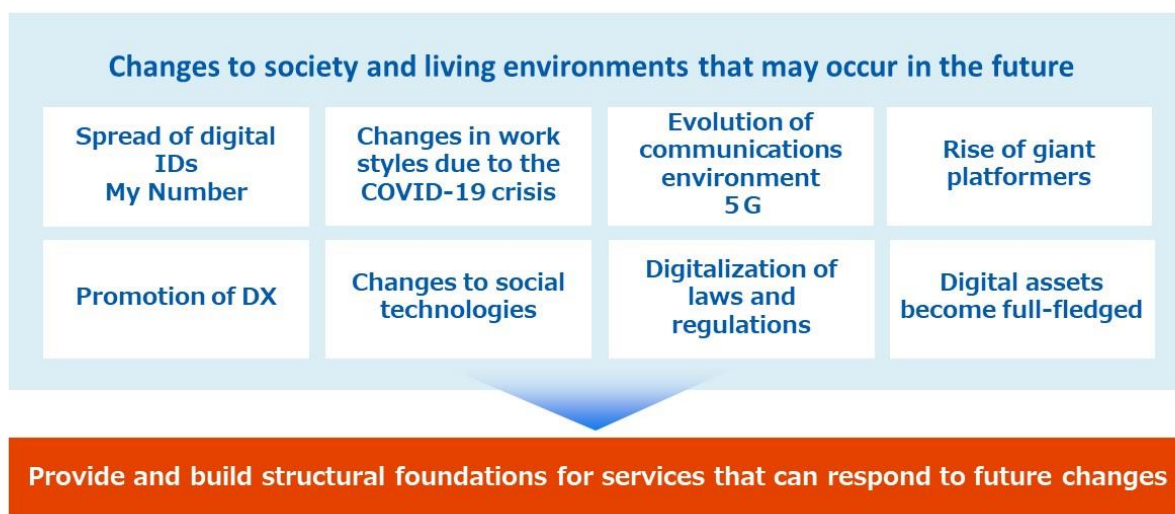 Changes to society and living environments that may occur in the future
Spread of digital
IDs
My Number
Changes in work
styles due to the
COVID-19 crisis
Evolution of
communications
environment
5G
Rise of giant
platformers
Promotion of DX
Changes to social
technologies
Digitalization of
laws and
regulations
Digital assets
become full-fledged
Provide and build structural foundations for services that can respond to future changes